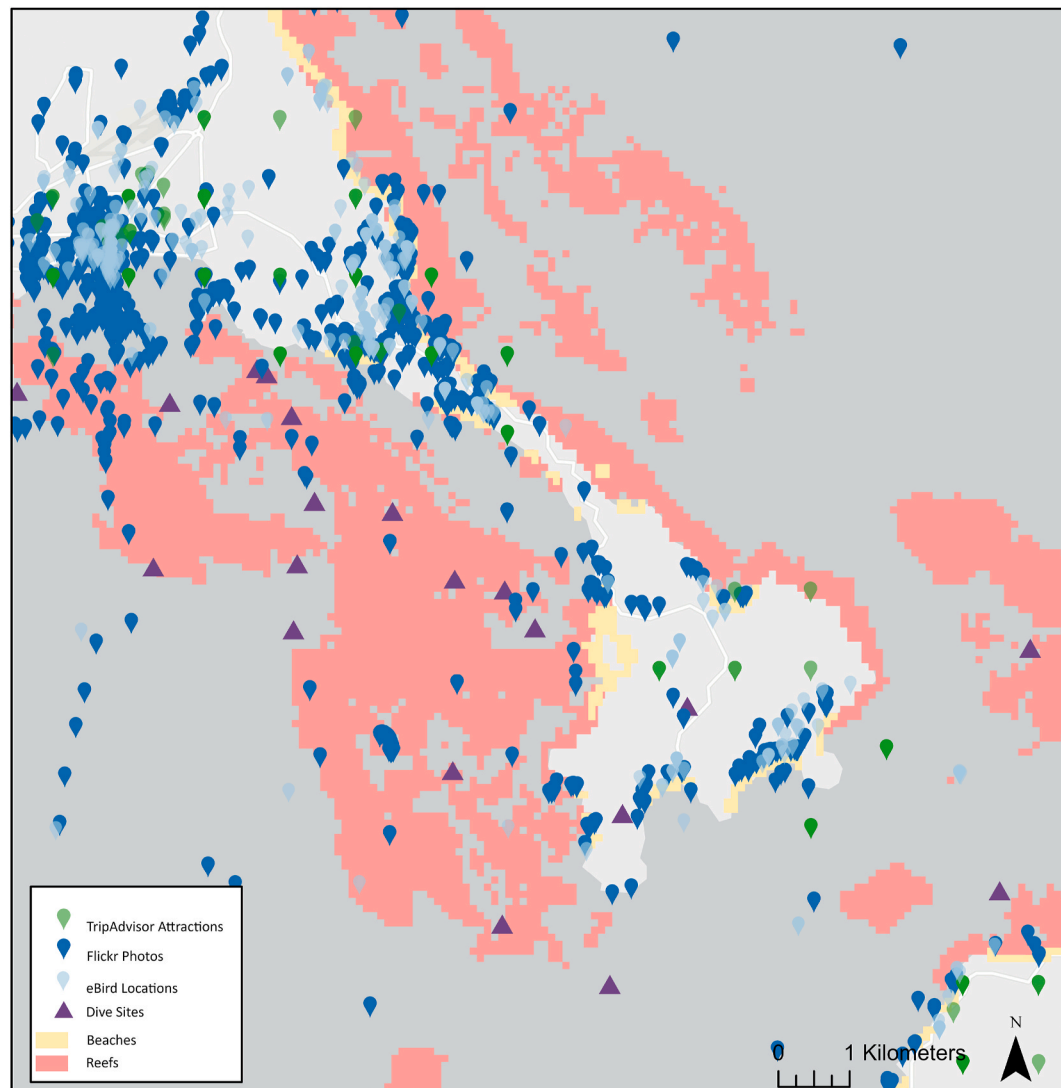 TripAdvisor Attractions
Flickr Photos
eBird Locations
Dive Sites
Beaches
Reefs
0 1 Kilometers
N